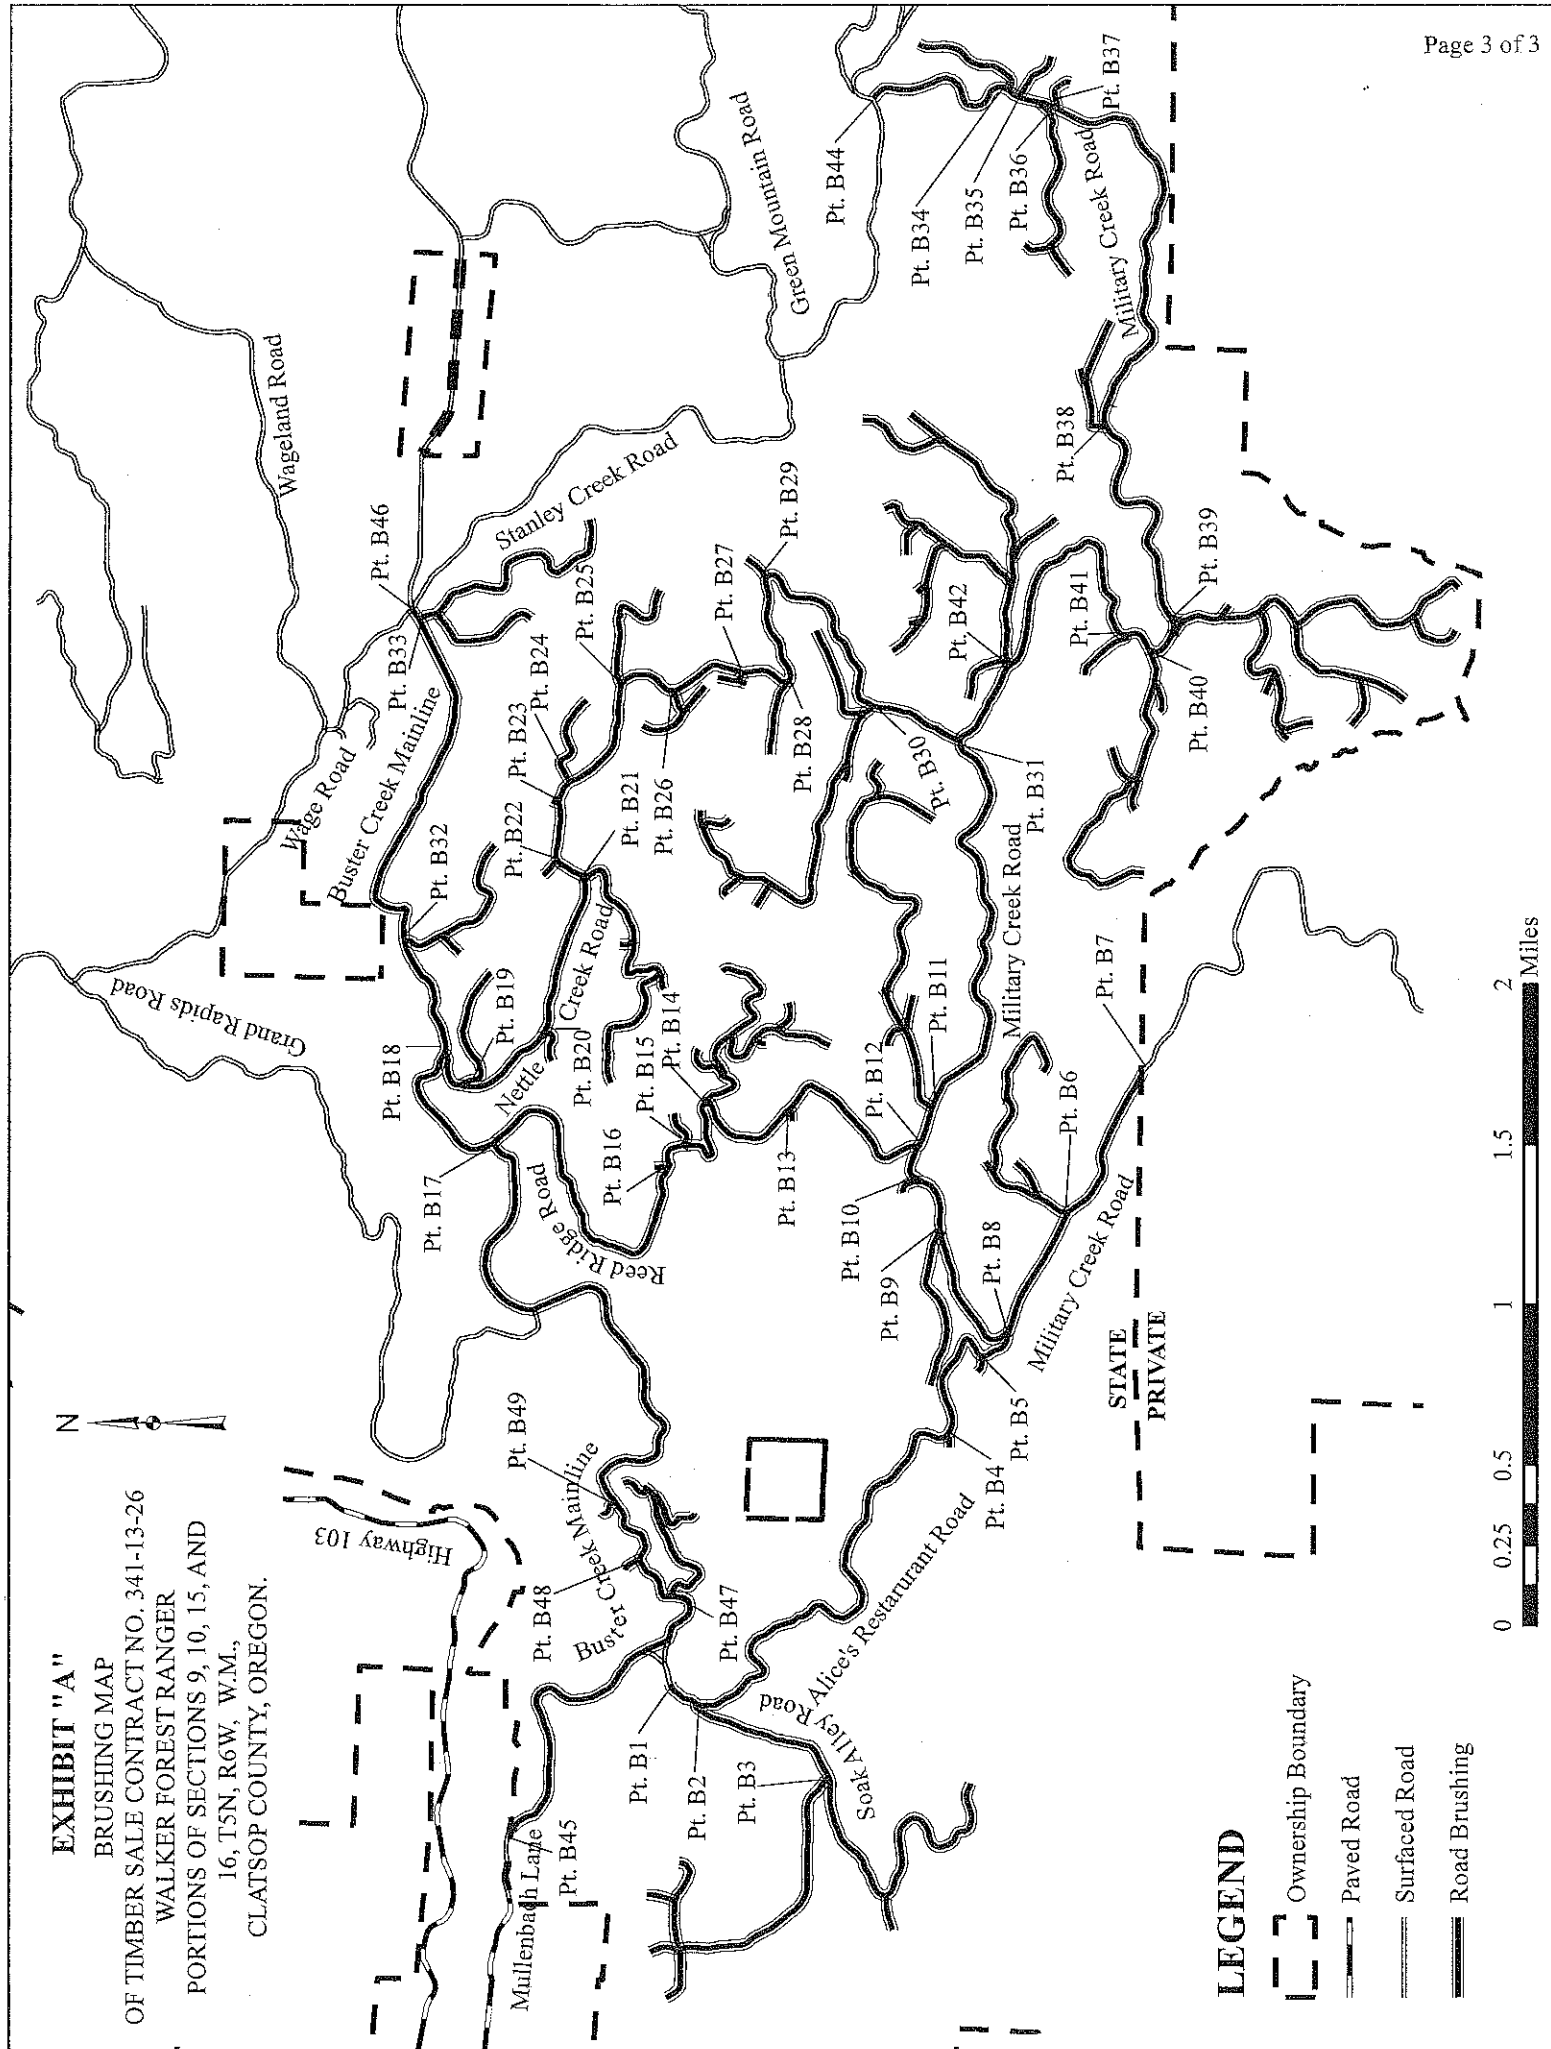 EXHIBIT "A"
BRUSHING MAP
OF TIMBER SALE CONTRACT NO. 341-13-26
WALKER FOREST RANGER
PORTIONS OF SECTIONS 9, 10, 15, AND
16, T5N, R6W, W.M.,
CLATSOP COUNTY, OREGON.
N
Highway 103
Grand Rapids Road
Wage Road
Wageland Road
Buster Creek Mainline
Stanley Creek Road
Green Mountain Road
Mullenbach Lane
Pt. B45
Pt. B48
Buster Creek Mainline
Pt. B49
Pt. B47
Pt. B1
Pt. B2
Pt. B3
Soak Alley Road
Alice's Restarurant Road
Pt. B17
Pt. B18
Pt. B19
Nettle Creek Road
Reed Ridge Road
Pt. B20
Pt. B32
Pt. B33
Pt. B46
Pt. B22
Pt. B23
Pt. B24
Pt. B25
Pt. B21
Pt. B26
Pt. B27
Pt. B29
Pt. B28
Pt. B16
Pt. B15
Pt. B14
Pt. B13
Pt. B12
Pt. B11
Pt. B10
Pt. B9
Pt. B8
Pt. B30
Pt. B31
Military Creek Road
Pt. B42
Pt. B41
Pt. B40
Pt. B39
Pt. B38
Military Creek Road
Pt. B44
Pt. B34
Pt. B35
Pt. B36
Pt. B37
Pt. B4
Pt. B5
Military Creek Road
Pt. B6
Pt. B7
STATE
PRIVATE
LEGEND
Ownership Boundary
Paved Road
Surfaced Road
Road Brushing
0 0.25 0.5 1 1.5 2
Miles
Page 3 of 3